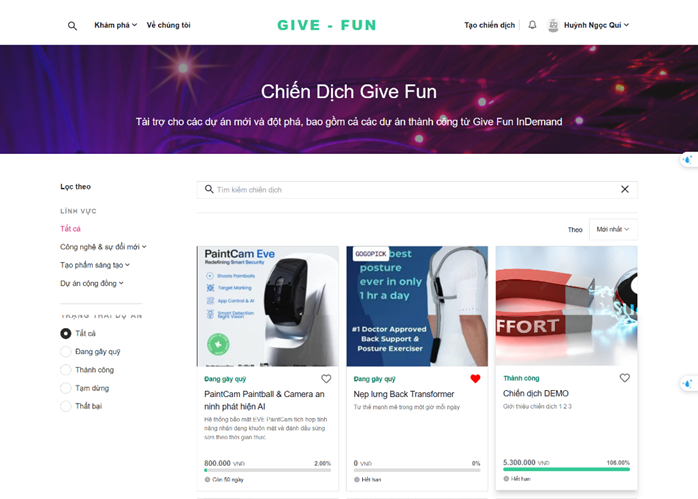 Khám phá
Về chúng tôi
GIVE - FUN
Tạo chiến dịch
Huỳnh Ngọc Quí
Chiến Dịch Give Fun
Tài trợ cho các dự án mới và đột phá, bao gồm cả các dự án thành công từ Give Fun InDemand
Lọc theo
LĨNH VỰC
Tất cả
Công nghệ & sự đổi mới
Tạo phẩm sáng tạo
Dự án cộng đồng
TRẠNG THÁI DỰ ÁN
Tất cả
Đang gây quỹ
Thành công
Tạm dừng
Thất bại
Tìm kiếm chiến dịch
Theo
Mới nhất
PaintCam Eve
Redefining Smart Security
Shoots Paintballs
Target Marking
App Control & AI
Smart Detection
Night Vision
Đang gây quỹ
PaintCam Paintball & Camera an
ninh phát hiện AI
Hệ thống bảo mật EVE PaintCam tích hợp tính
năng nhận dạng khuôn mặt và đánh dấu súng
sơn theo thời gian thực.
800.000 VND
2.00%
Còn 50 ngày
GOGOPICK
best
posture
ever in only
1 hr a day
#1 Doctor Approved
Back Support &
Posture Exerciser
Đang gây quỹ
Nẹp lưng Back Transformer
Tư thế mạnh mẽ trong một giờ mỗi ngày
0 VND
0%
Hết hạn
FFORT
Thành công
Chiến dịch DEMO
Giới thiệu chiến dịch 1 2 3
5.300.000 VND
106.00%
Hết hạn